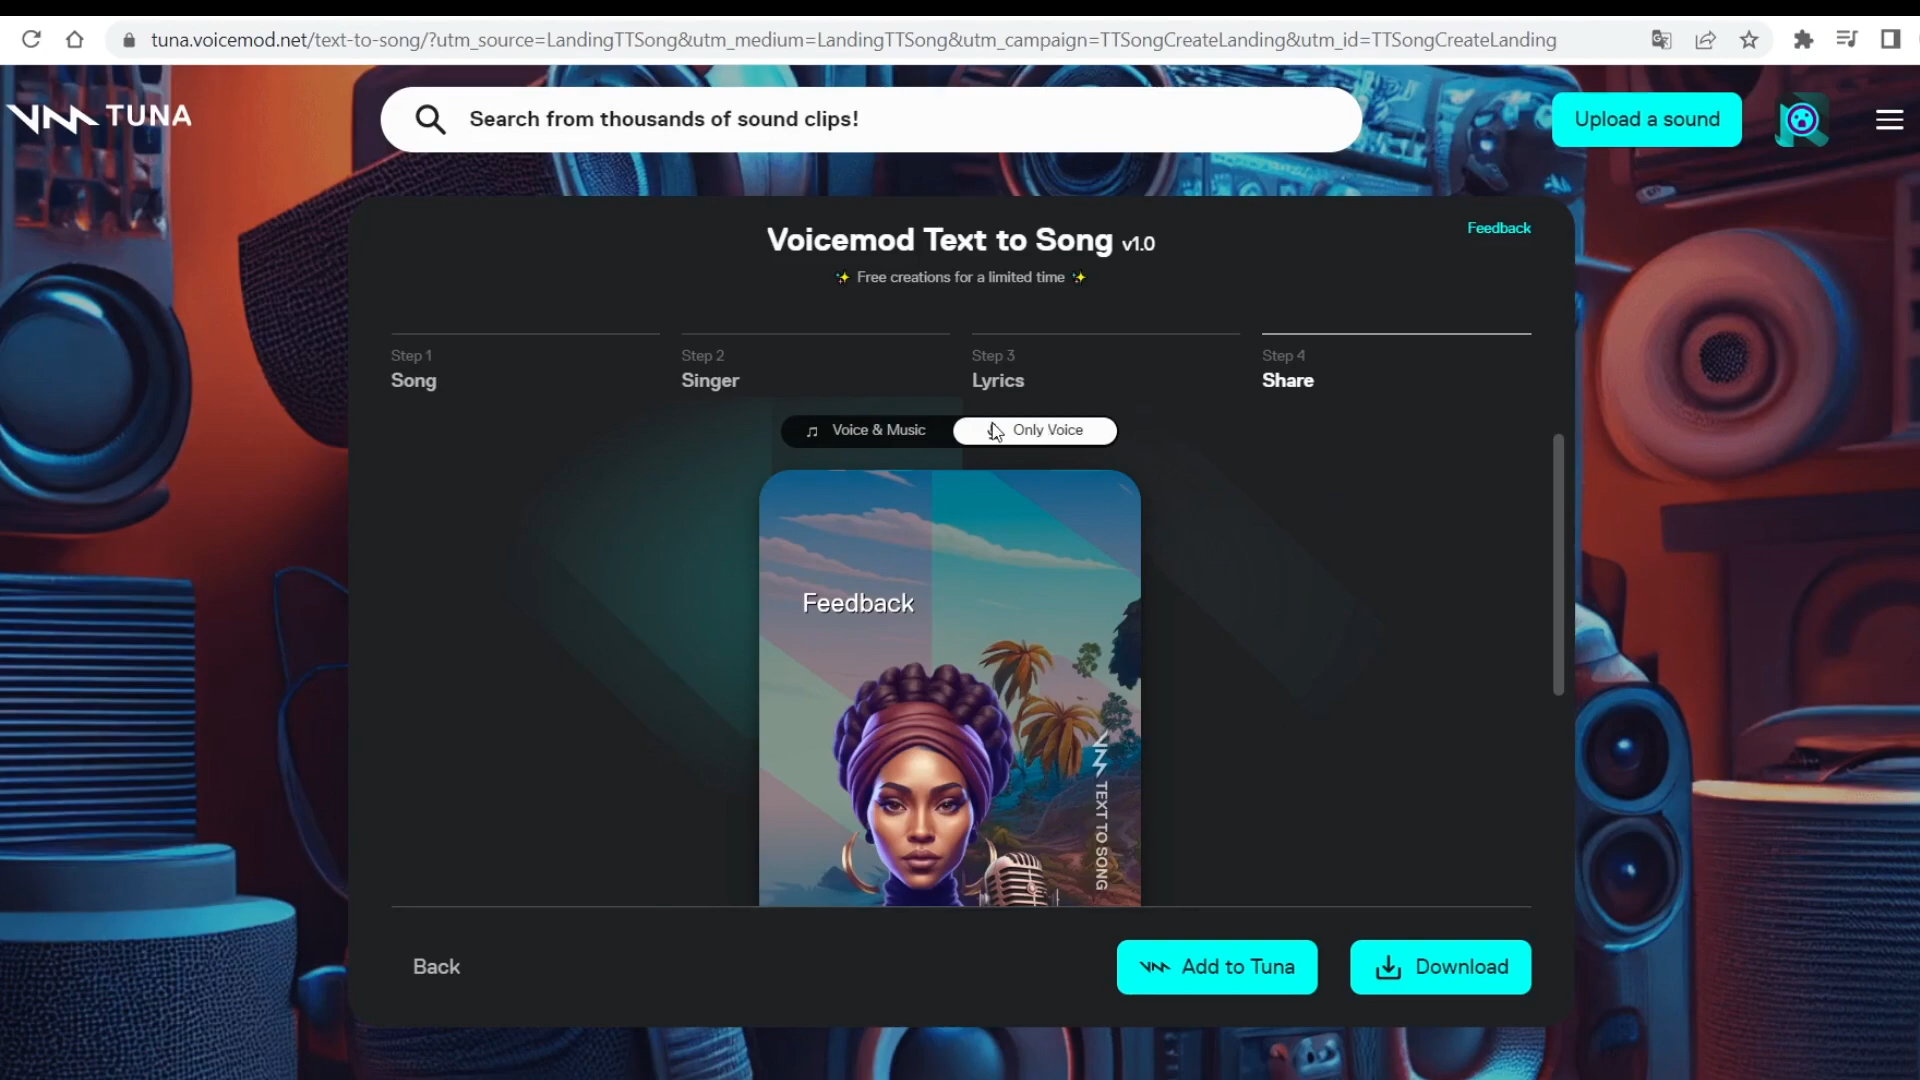 tuna.voicemod.net/text-to-song/?utm_source=LandingTTSong&utm_medium=LandingTTSong&utm_campaign=TTSongCreateLanding&utm_id=TTSongCreateLanding
TUNA
Search from thousands of sound clips!
Upload a sound
Voicemod Text to Song v1.0
Feedback
✨ Free creations for a limited time ✨
Step 1
Song
Step 2
Singer
Step 3
Lyrics
Step 4
Share
Voice & Music
Only Voice
Feedback
TEXT TO SONG
Back
Add to Tuna
Download